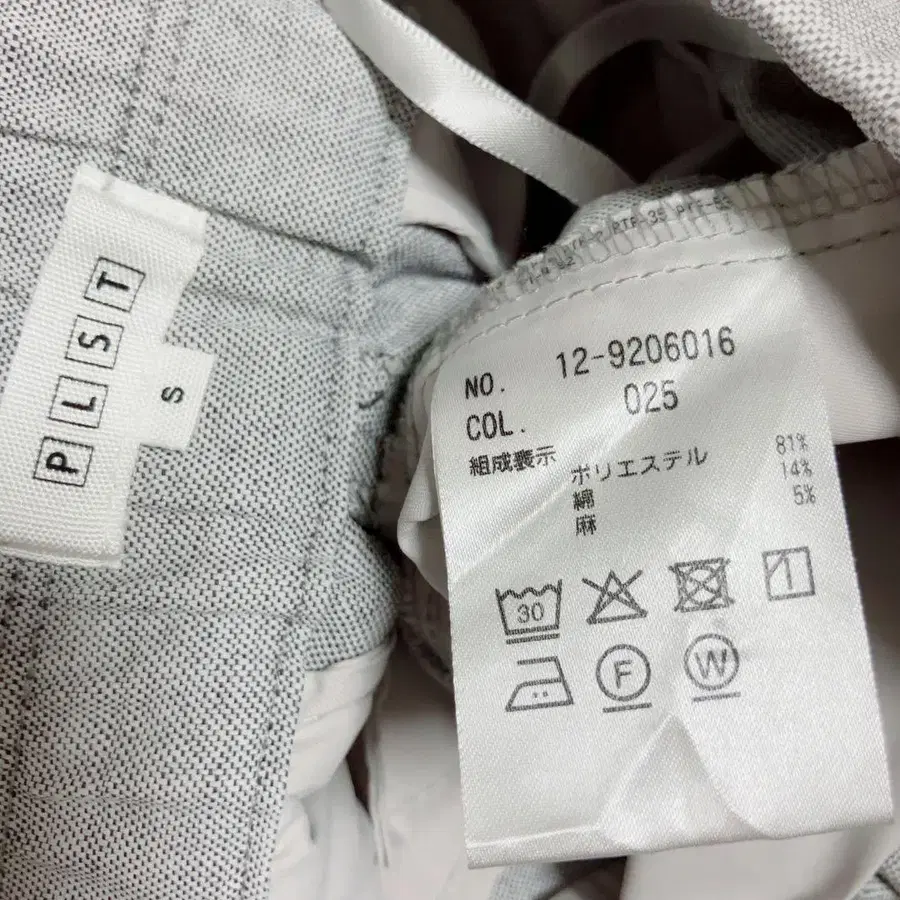 PLST
S
NO. 12-9206016
COL. 025
組成表示
ポリエステル 81%
綿 14%
麻 5%
30
F W